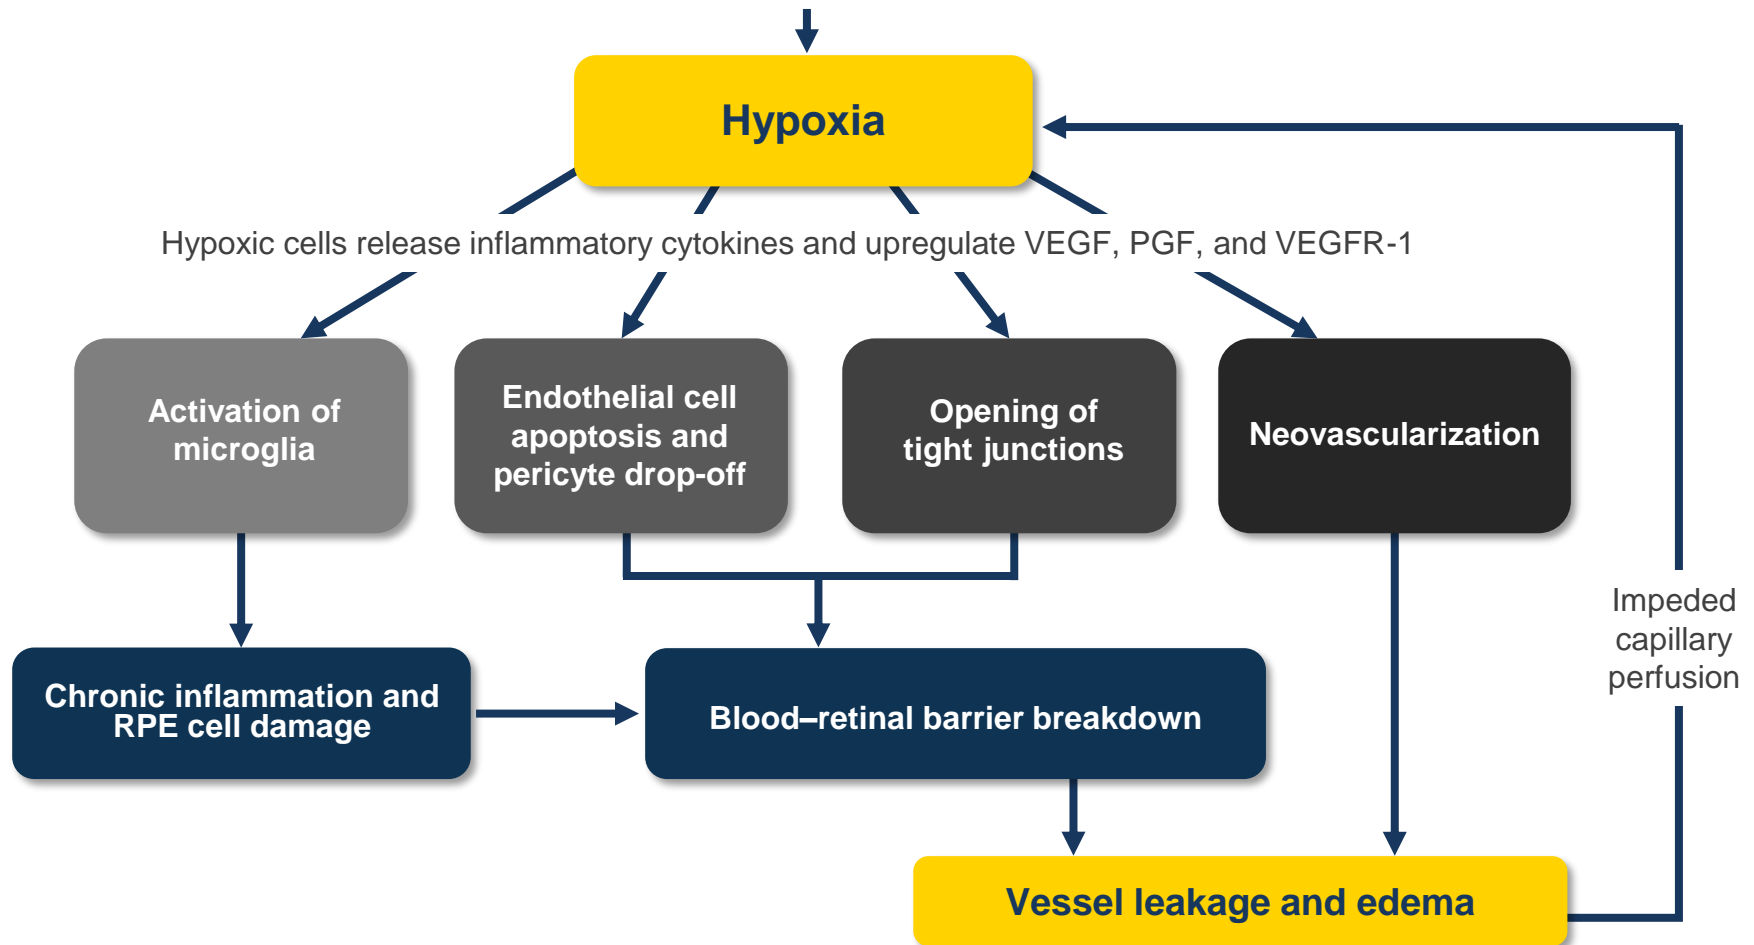 Hypoxia
Hypoxic cells release inflammatory cytokines and upregulate VEGF, PGF, and VEGFR-1
Activation of
microglia
Endothelial cell
apoptosis and
pericyte drop-off
Opening of
tight junctions
Neovascularization
Impeded
capillary
perfusion
Chronic inflammation and
RPE cell damage
Blood–retinal barrier breakdown
Vessel leakage and edema